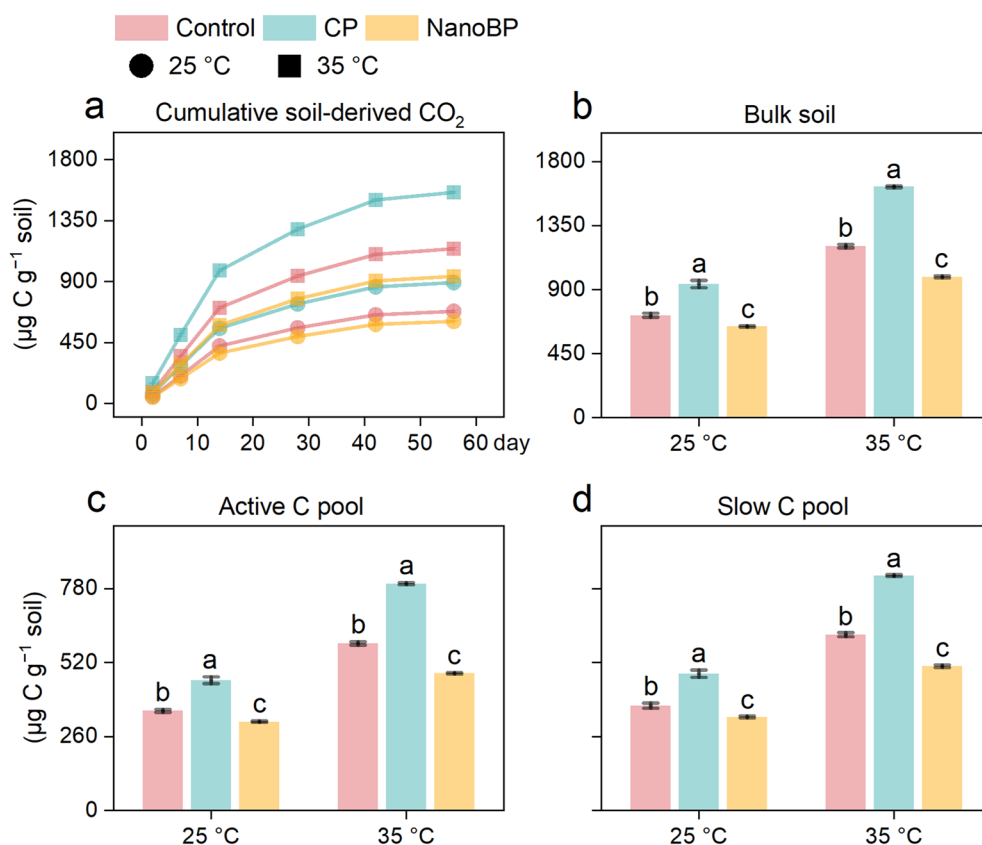 Control CP NanoBP
25 °C 35 °C
a Cumulative soil-derived CO₂
(µg C g⁻¹ soil)
1800
1350
900
450
0
0 10 20 30 40 50 60 day
b Bulk soil
1800
1350
900
450
0
b a c b a c
25 °C 35 °C
c Active C pool
(µg C g⁻¹ soil)
780
520
260
0
b a c b a c
25 °C 35 °C
d Slow C pool
b a c b a c
25 °C 35 °C